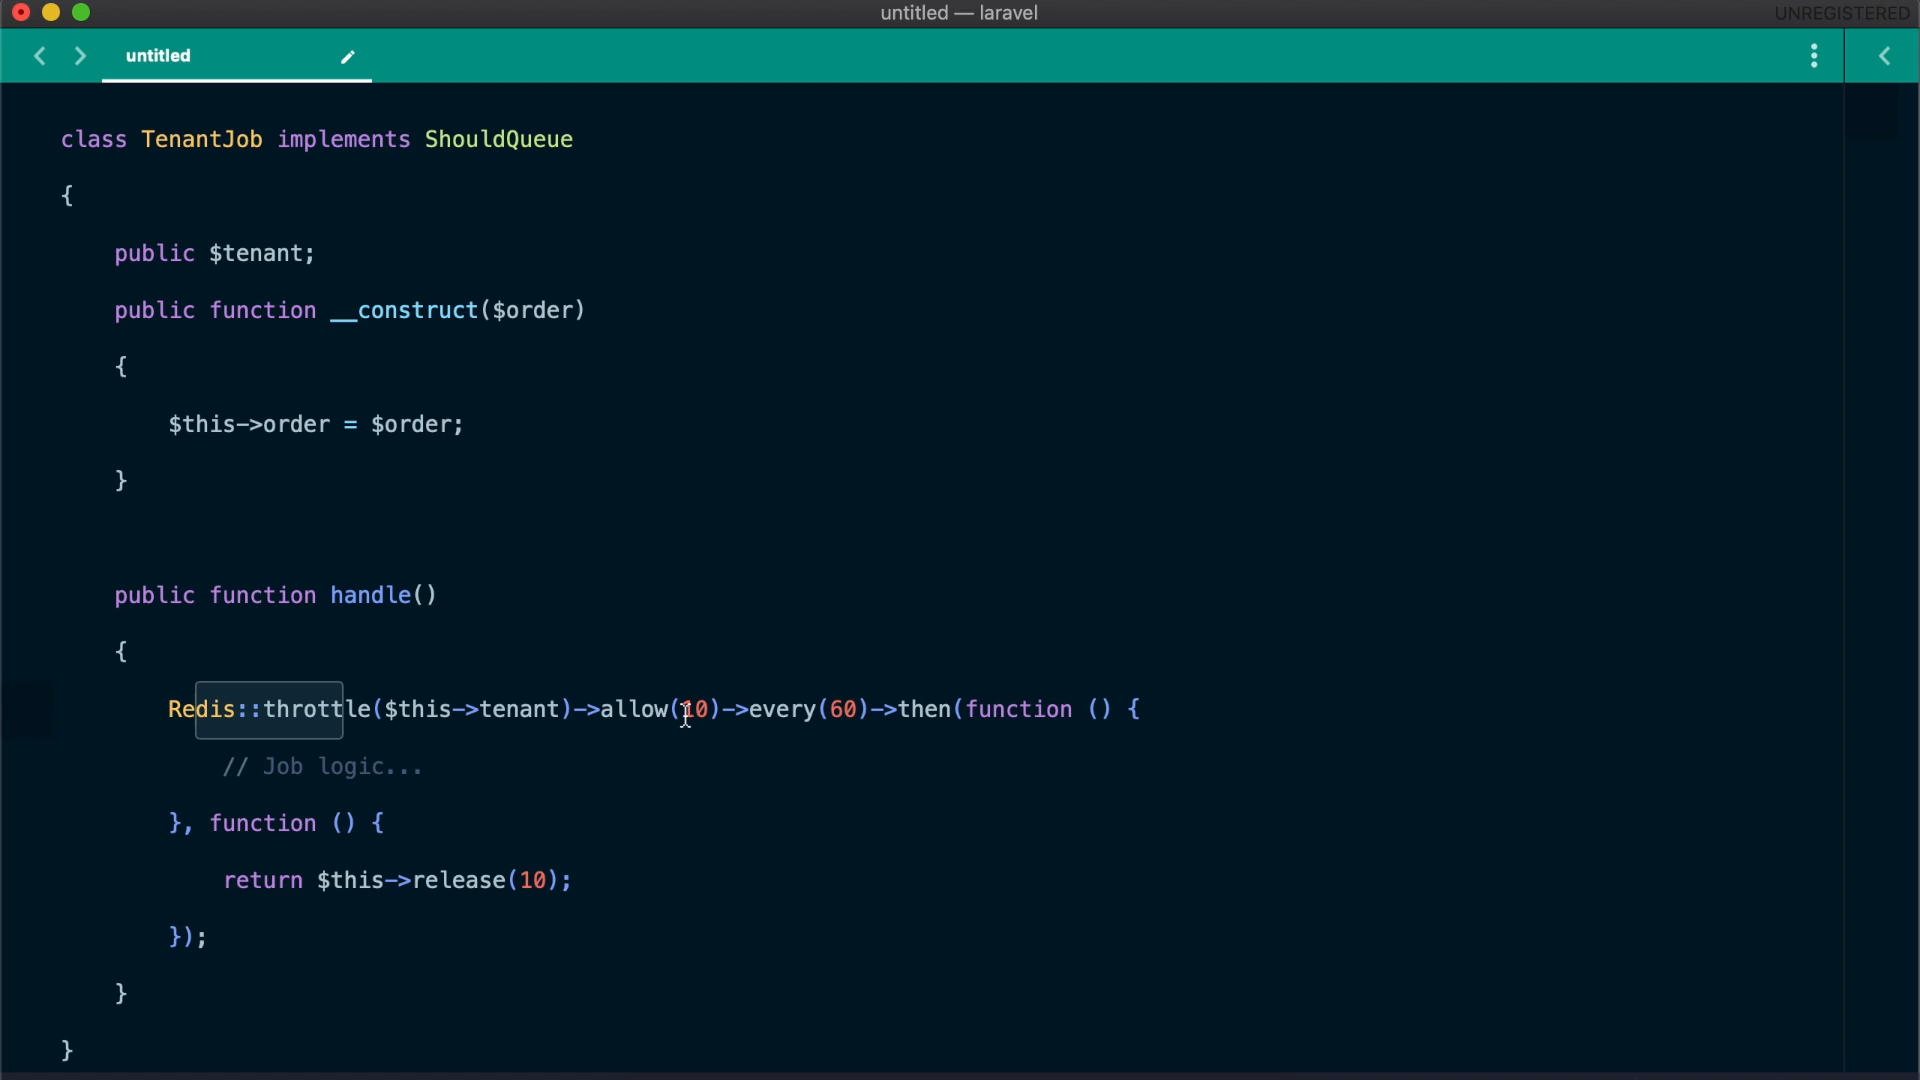 untitled — laravel
UNREGISTERED
untitled
class TenantJob implements ShouldQueue
{
    public $tenant;
    public function __construct($order)
    {
        $this->order = $order;
    }

    public function handle()
    {
        Redis::throttle($this->tenant)->allow(10)->every(60)->then(function () {
            // Job logic...
        }, function () {
            return $this->release(10);
        });
    }
}